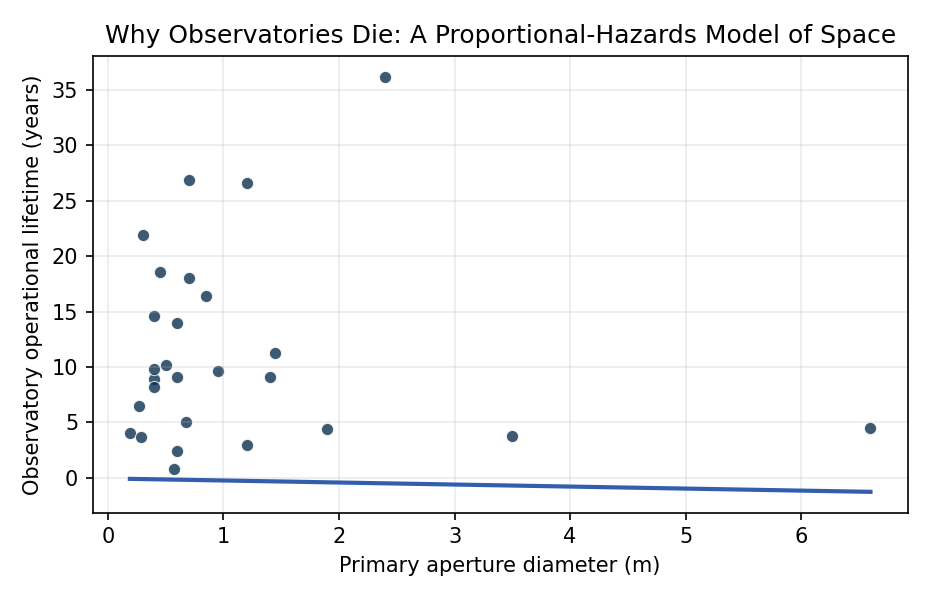 Why Observatories Die: A Proportional-Hazards Model of Space
Observatory operational lifetime (years)
35
30
25
20
15
10
5
0
0 1 2 3 4 5 6
Primary aperture diameter (m)